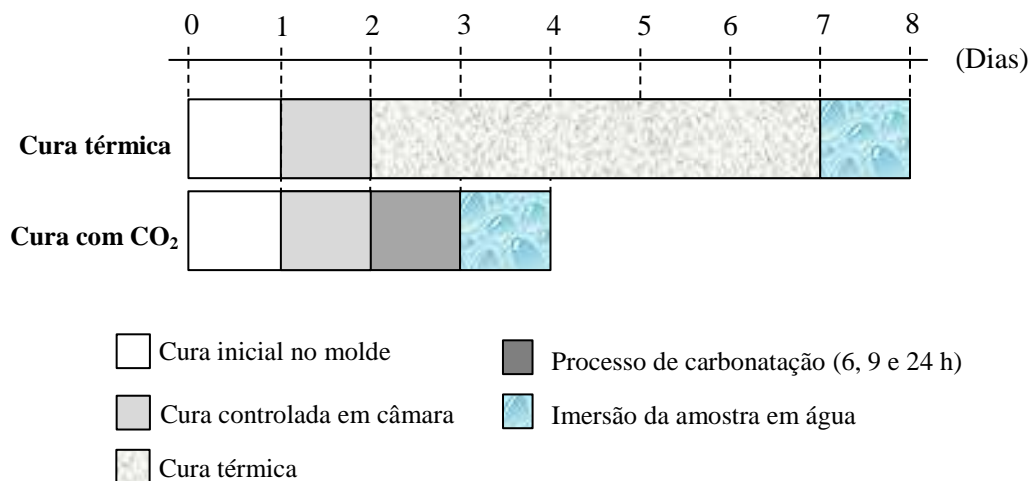 0 1 2 3 4 5 6 7 8
(Dias)
Cura térmica
Cura com CO₂
Cura inicial no molde
Processo de carbonatação (6, 9 e 24 h)
Cura controlada em câmara
Imersão da amostra em água
Cura térmica